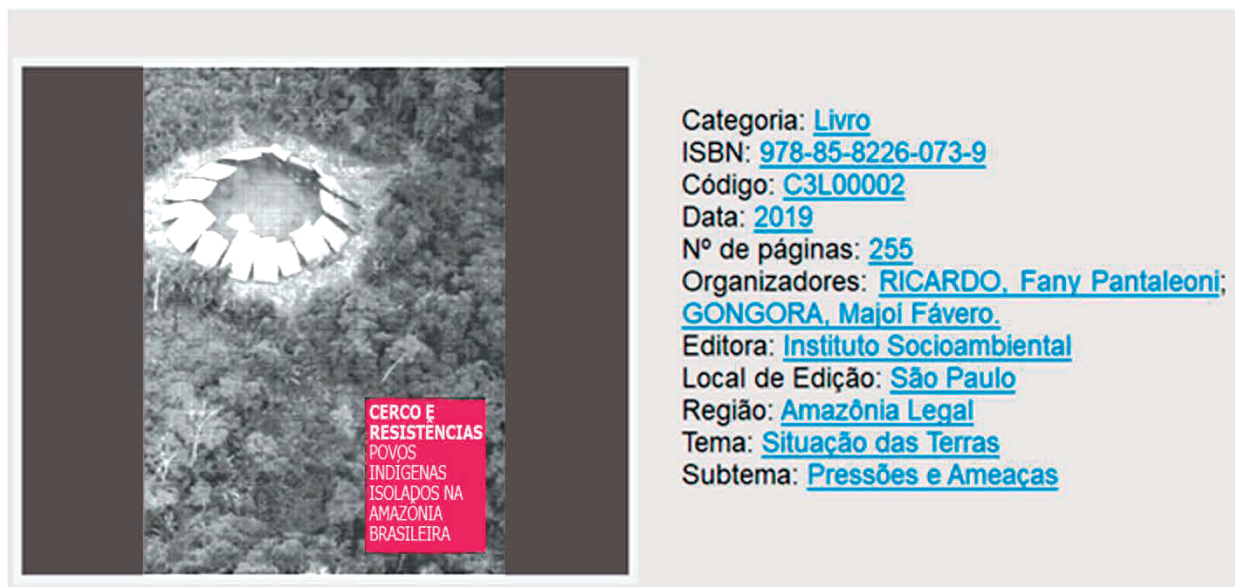 CERCO E
RESISTÊNCIAS
POVOS
INDÍGENAS
ISOLADOS NA
AMAZÔNIA
BRASILEIRA
Categoria: Livro
ISBN: 978-85-8226-073-9
Código: C3L00002
Data: 2019
Nº de páginas: 255
Organizadores: RICARDO, Fany Pantaleoni;
GONGORA, Majoi Fávero.
Editora: Instituto Socioambiental
Local de Edição: São Paulo
Região: Amazônia Legal
Tema: Situação das Terras
Subtema: Pressões e Ameaças